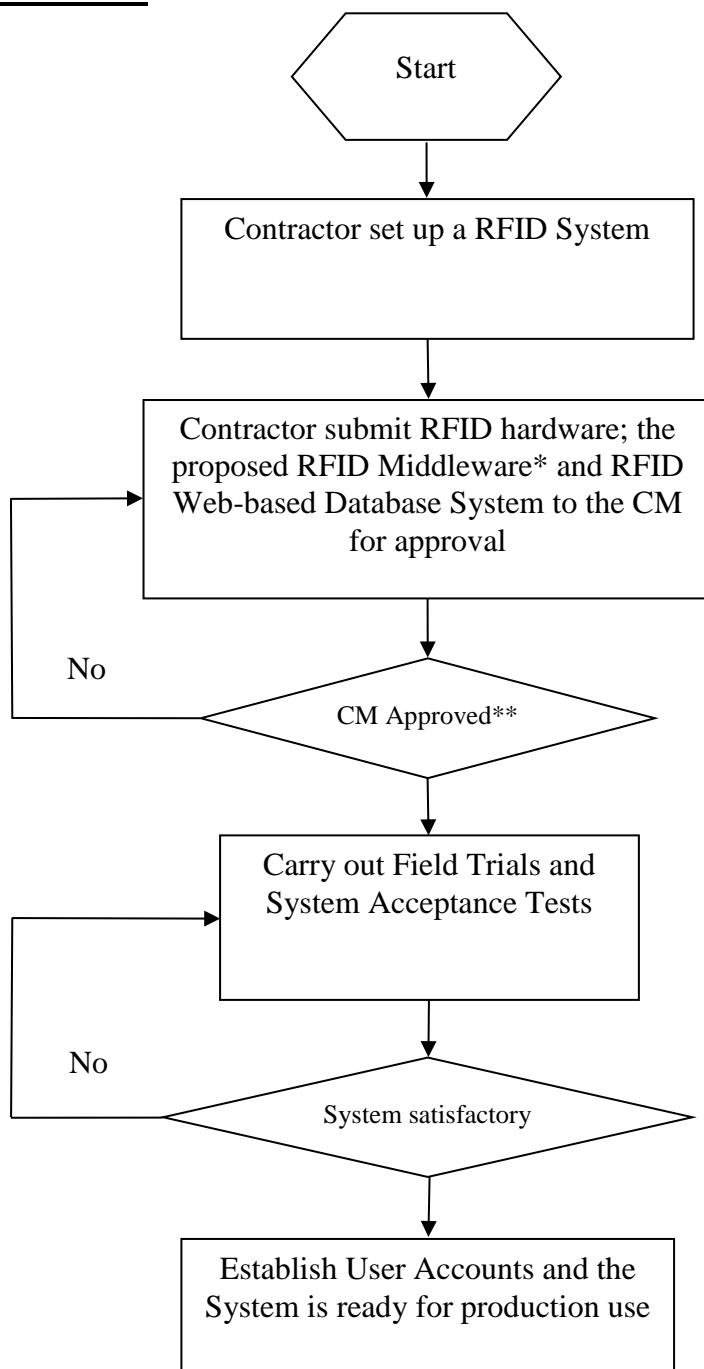 Start
Contractor set up a RFID System
Contractor submit RFID hardware; the
proposed RFID Middleware* and RFID
Web-based Database System to the CM
for approval
No
CM Approved**
Carry out Field Trials and
System Acceptance Tests
No
System satisfactory
Establish User Accounts and the
System is ready for production use